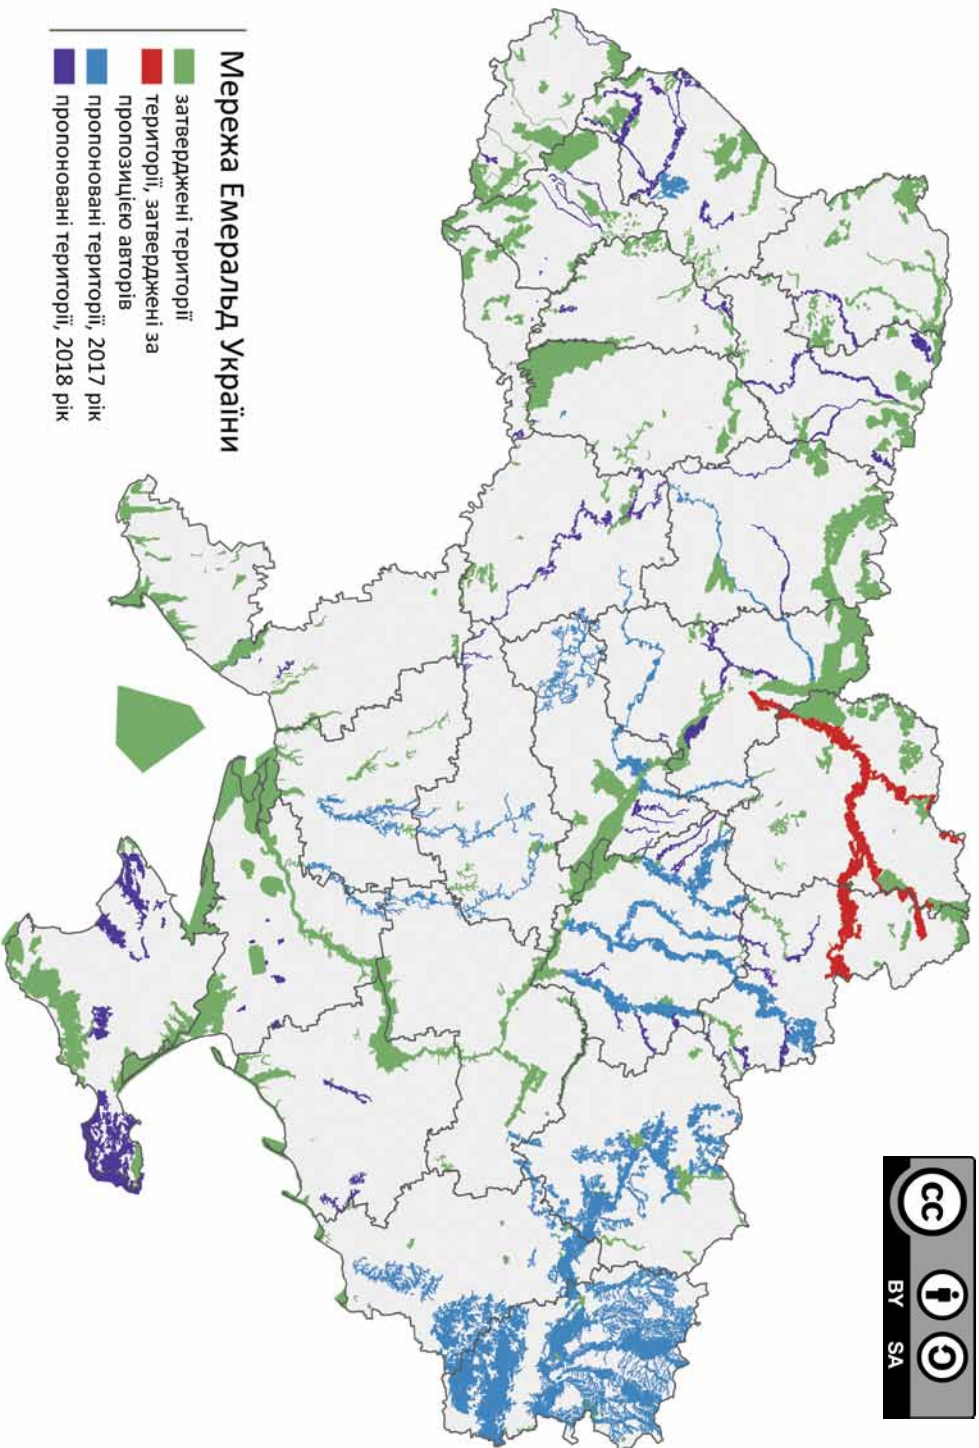 Мережа Емеральд України
затверджені території
території, затверджені за
пропозицією авторів
пропоновані території, 2017 рік
пропоновані території, 2018 рік
cc
BY SA